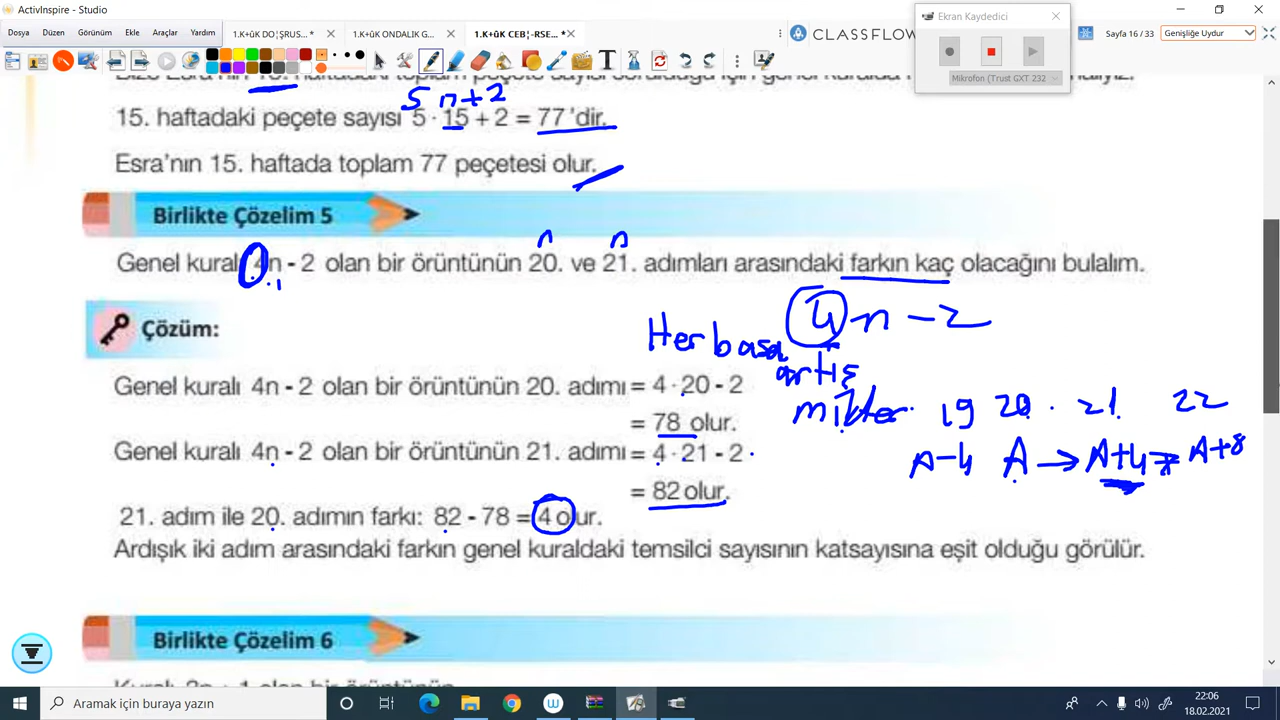 ActivInspire - Studio
Ekran Kaydedici
Dosya Düzen Görünüm Ekle Araçlar Yardım
1.K+ûK DO¦ŞRUS... * 1.K+ûK ONDALIK G... 1.K+ûK CEB¦-RSE... *
CLASSFLOW
Sayfa 16 / 33
Genişliğe Uydur
Mikrofon (Trust GXT 232
5 n+2
15. haftadaki peçete sayısı 5 · 15 + 2 = 77 'dir.
Esra'nın 15. haftada toplam 77 peçetesi olur.
Birlikte Çözelim 5
n n
Genel kuralı 4n - 2 olan bir örüntünün 20. ve 21. adımları arasındaki farkın kaç olacağını bulalım.
4n - 2
Çözüm:
Her basa
artış
Genel kuralı 4n - 2 olan bir örüntünün 20. adımı = 4 · 20 - 2
19 20 21 22
= 78 olur.
Genel kuralı 4n - 2 olan bir örüntünün 21. adımı = 4 · 21 - 2
A-4 A → A+4 → A+8
= 82 olur.
21. adım ile 20. adımın farkı: 82 - 78 = 4 olur.
Ardışık iki adım arasındaki farkın genel kuraldaki temsilci sayısının katsayısına eşit olduğu görülür.
Birlikte Çözelim 6
Aramak için buraya yazın
22:06
18.02.2021